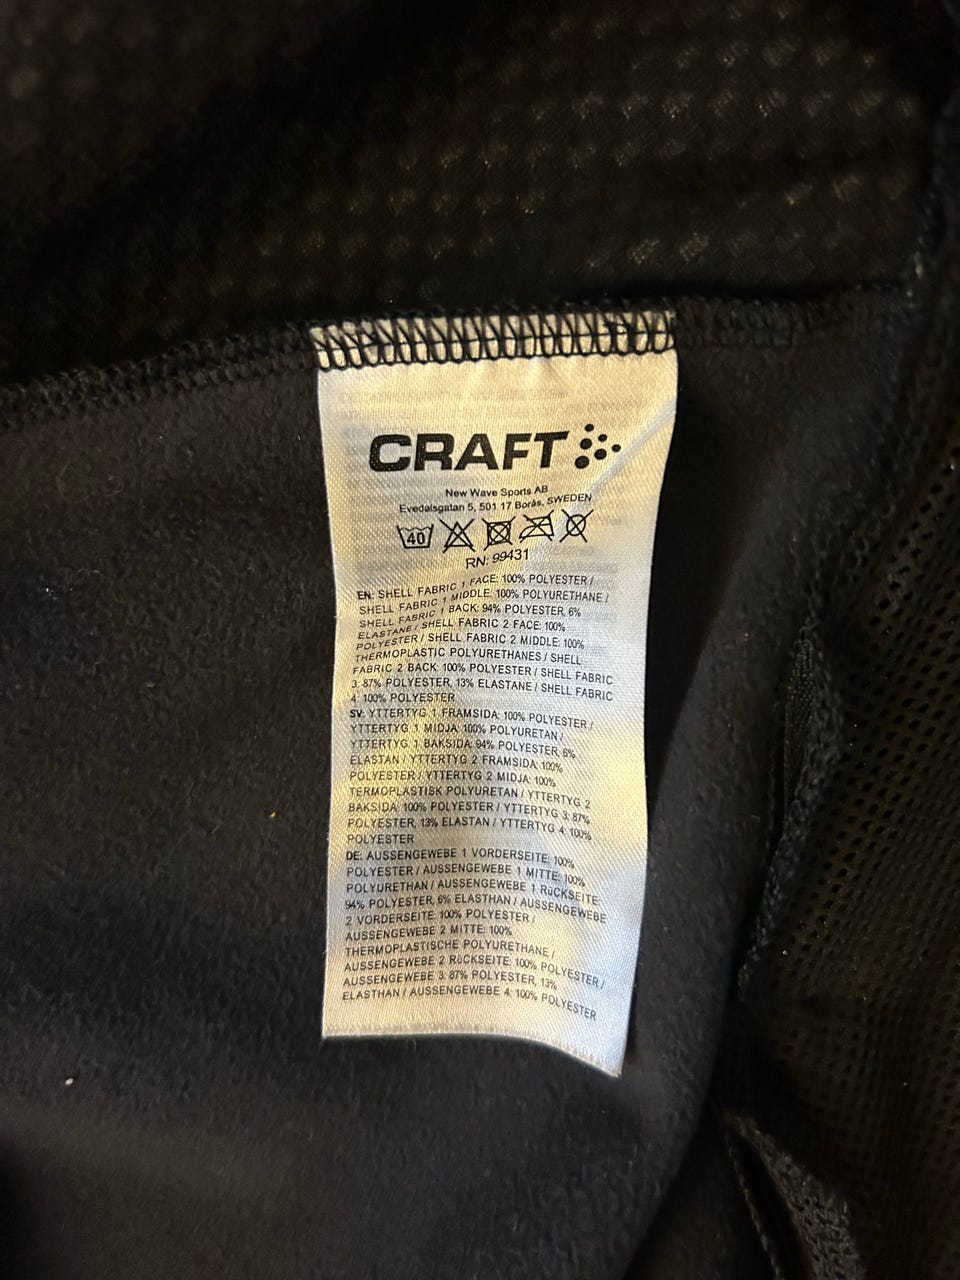 CRAFT
New Wave Sports AB
Evedalsgatan 5, 501 17 Borås, SWEDEN
40
RN: 99431
EN: SHELL FABRIC 1 FACE: 100% POLYESTER /
SHELL FABRIC 1 MIDDLE: 100% POLYURETHANE /
SHELL FABRIC 1 BACK: 94% POLYESTER, 6%
ELASTANE / SHELL FABRIC 2 FACE: 100%
POLYESTER / SHELL FABRIC 2 MIDDLE: 100%
THERMOPLASTIC POLYURETHANES / SHELL
FABRIC 2 BACK: 100% POLYESTER / SHELL FABRIC
3: 87% POLYESTER, 13% ELASTANE / SHELL FABRIC
4: 100% POLYESTER
SV: YTTERTYG 1 FRAMSIDA: 100% POLYESTER /
YTTERTYG 1 MIDJA: 100% POLYURETAN /
YTTERTYG 1 BAKSIDA: 94% POLYESTER, 6%
ELASTAN / YTTERTYG 2 FRAMSIDA: 100%
POLYESTER / YTTERTYG 2 MIDJA: 100%
TERMOPLASTISK POLYURETAN / YTTERTYG 2
BAKSIDA: 100% POLYESTER / YTTERTYG 3: 87%
POLYESTER, 13% ELASTAN / YTTERTYG 4: 100%
POLYESTER
DE: AUSSENGEWEBE 1 VORDERSEITE: 100%
POLYESTER / AUSSENGEWEBE 1 MITTE: 100%
POLYURETHAN / AUSSENGEWEBE 1 RüCKSEITE:
94% POLYESTER, 6% ELASTHAN / AUSSENGEWEBE
2 VORDERSEITE: 100% POLYESTER /
AUSSENGEWEBE 2 MITTE: 100%
THERMOPLASTISCHE POLYURETHANE /
AUSSENGEWEBE 2 RüCKSEITE: 100% POLYESTER /
AUSSENGEWEBE 3: 87% POLYESTER, 13%
ELASTHAN / AUSSENGEWEBE 4: 100% POLYESTER